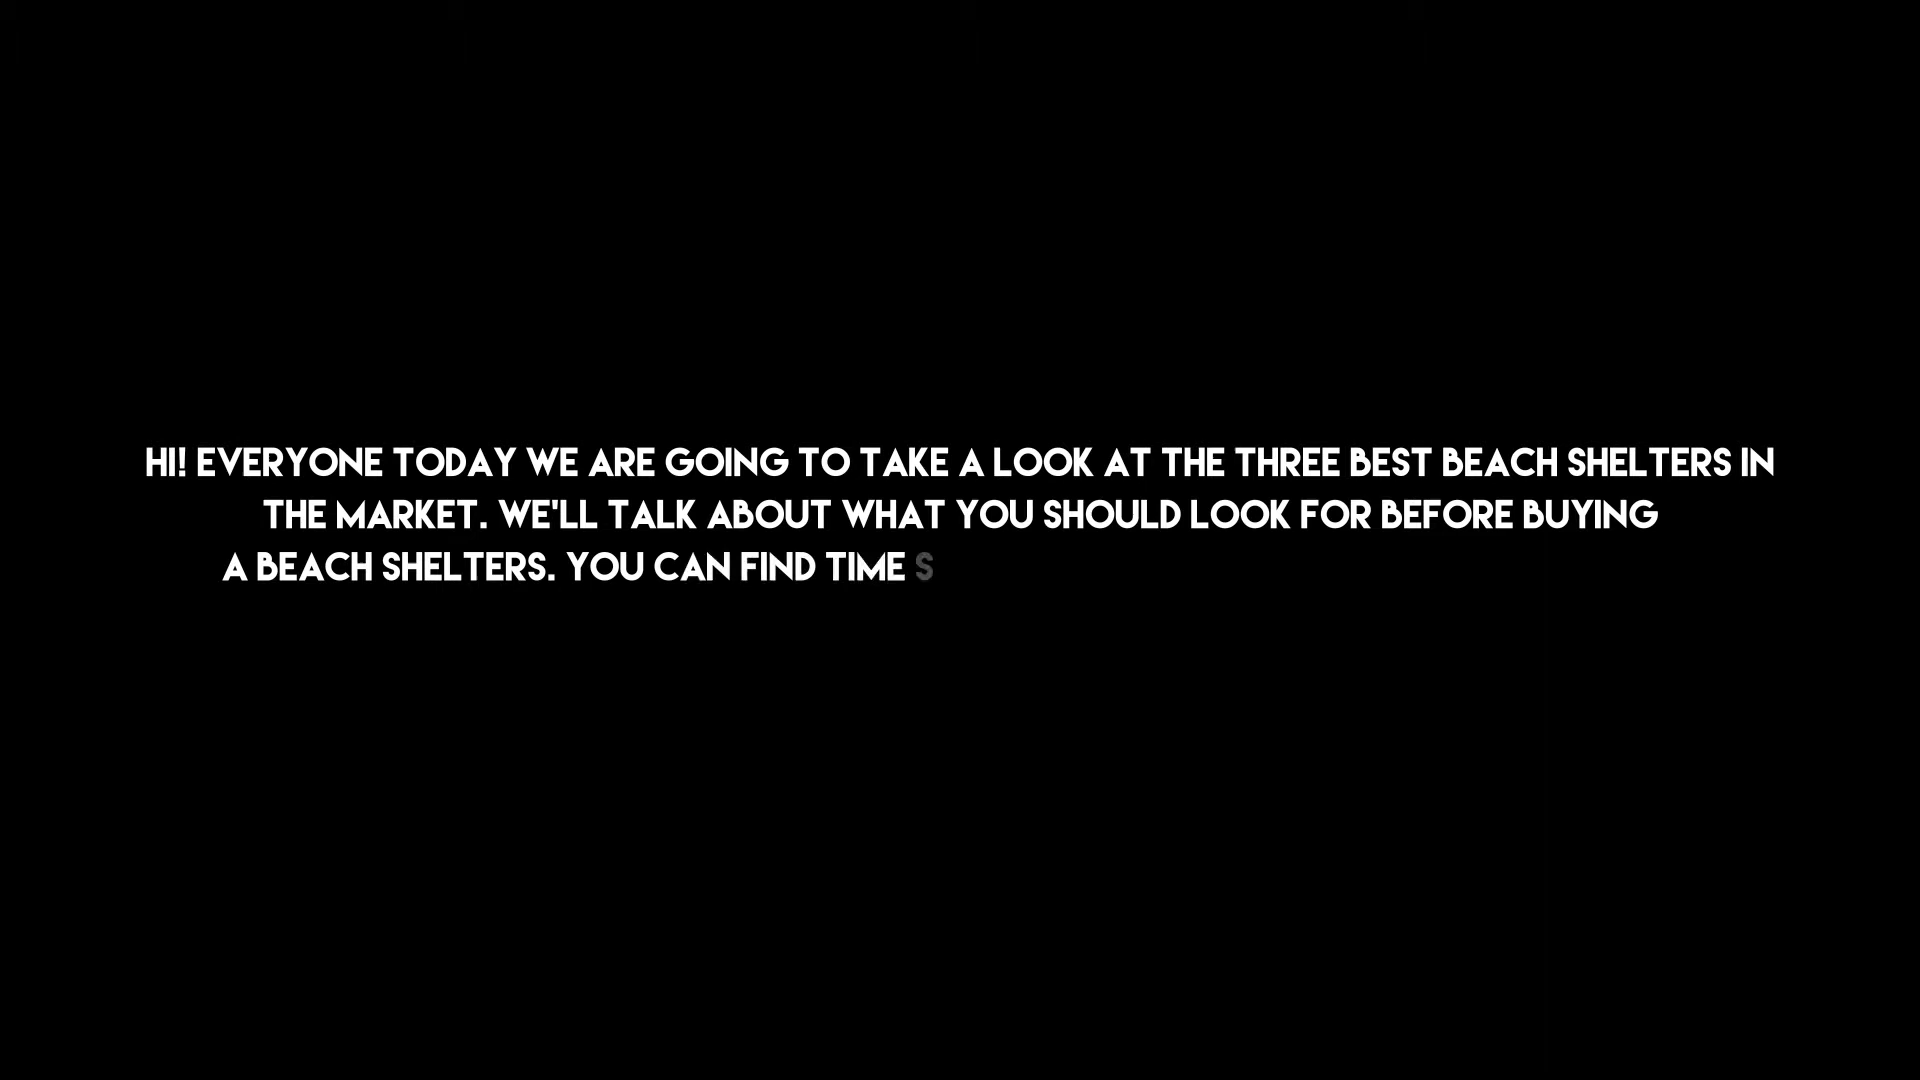 HI! EVERYONE TODAY WE ARE GOING TO TAKE A LOOK AT THE THREE BEST BEACH SHELTERS IN
THE MARKET. WE'LL TALK ABOUT WHAT YOU SHOULD LOOK FOR BEFORE BUYING
A BEACH SHELTERS. YOU CAN FIND TIME S